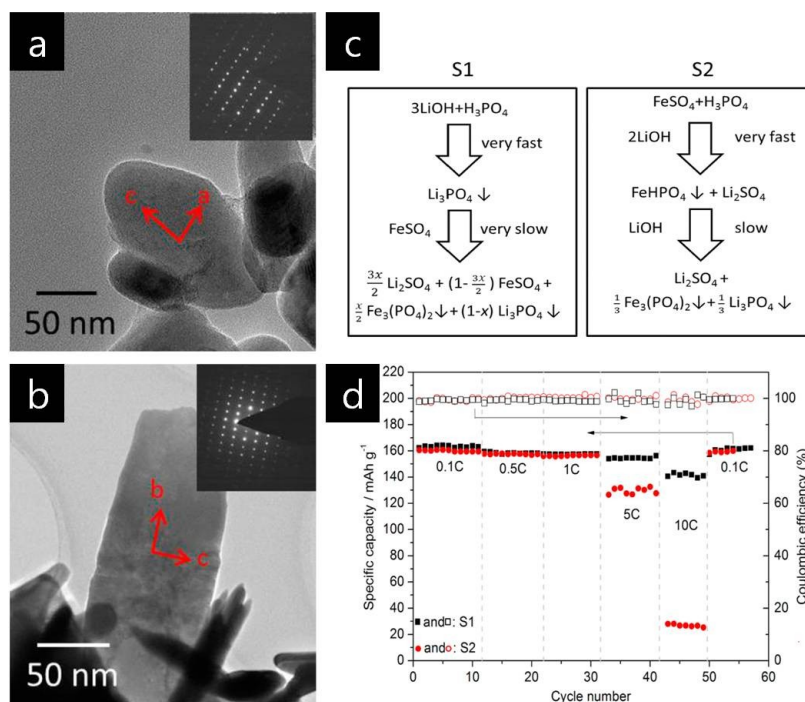 a
c
a
50 nm
b
b
c
50 nm
c
S1
3LiOH+H₃PO₄
very fast
Li₃PO₄ ↓
FeSO₄
very slow
3x/2 Li₂SO₄ + (1- 3x/2) FeSO₄ +
x/2 Fe₃(PO₄)₂↓ + (1-x) Li₃PO₄ ↓
S2
FeSO₄+H₃PO₄
2LiOH
very fast
FeHPO₄ ↓ + Li₂SO₄
LiOH
slow
Li₂SO₄ +
1/3 Fe₃(PO₄)₂↓+ 1/3 Li₃PO₄ ↓
d
Specific capacity / mAh g⁻¹
220
200
180
160
140
120
100
80
60
40
20
0
0.1C
0.5C
1C
5C
10C
0.1C
■ and □: S1
● and ○: S2
100
80
60
40
20
0
Coulombic efficiency (%)
0 10 20 30 40 50 60
Cycle number